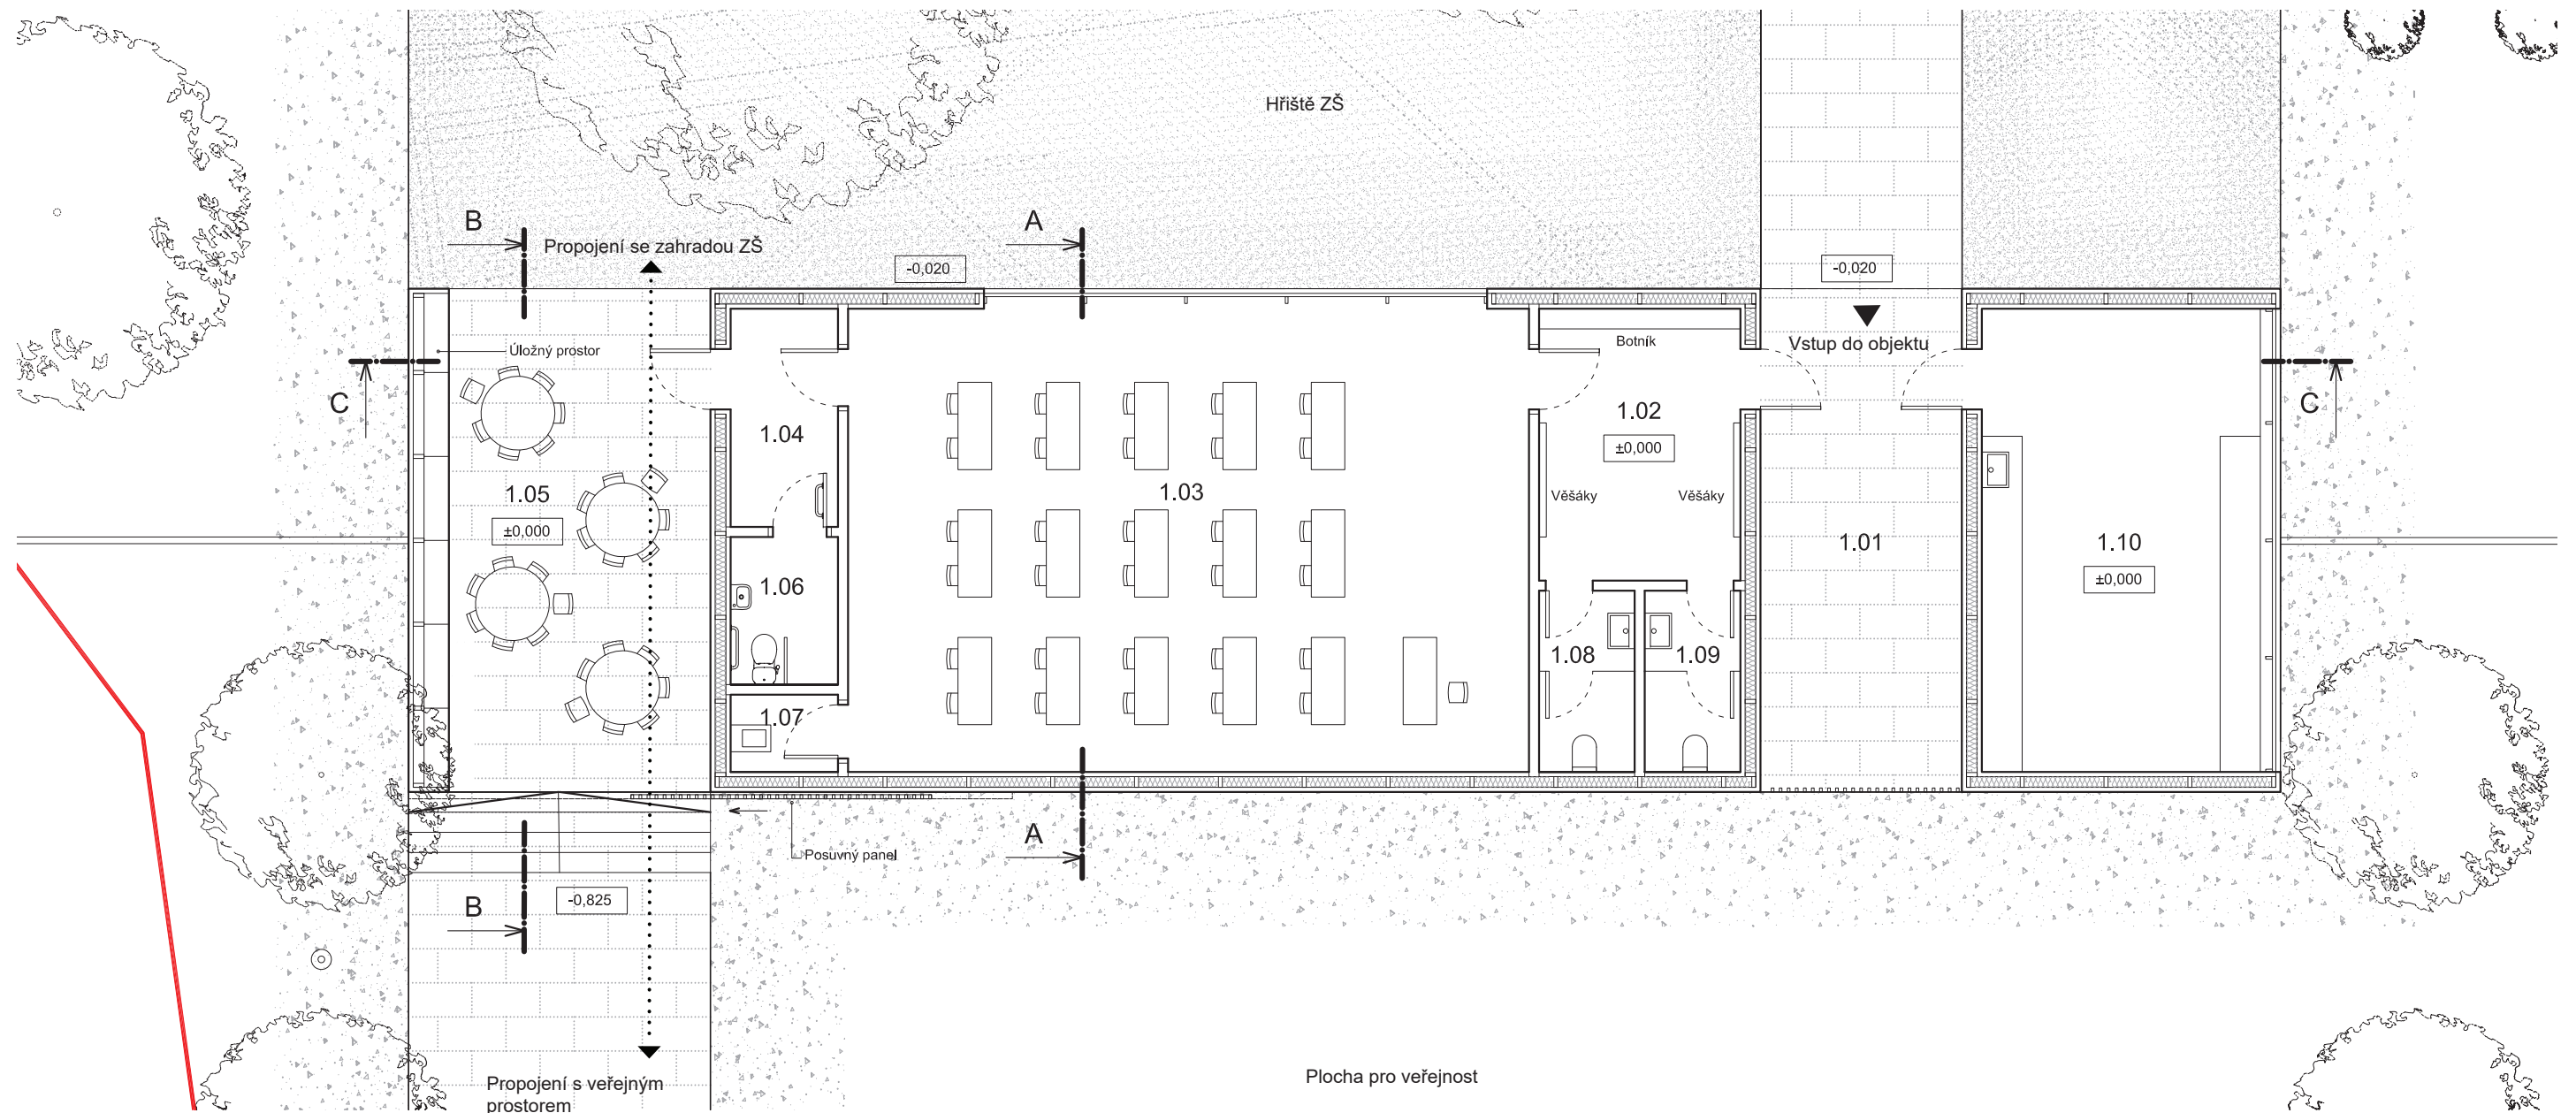 Hřiště ZŠ
B
A
Propojení se zahradou ZŠ
-0,020
-0,020
Úložný prostor
Botník
Vstup do objektu
C
C
1.04
1.02
±0,000
1.05
±0,000
1.03
Věšáky
Věšáky
1.01
1.10
±0,000
1.06
1.08
1.09
1.07
A
Posuvný panel
B
-0,825
Propojení s veřejným
prostorem
Plocha pro veřejnost